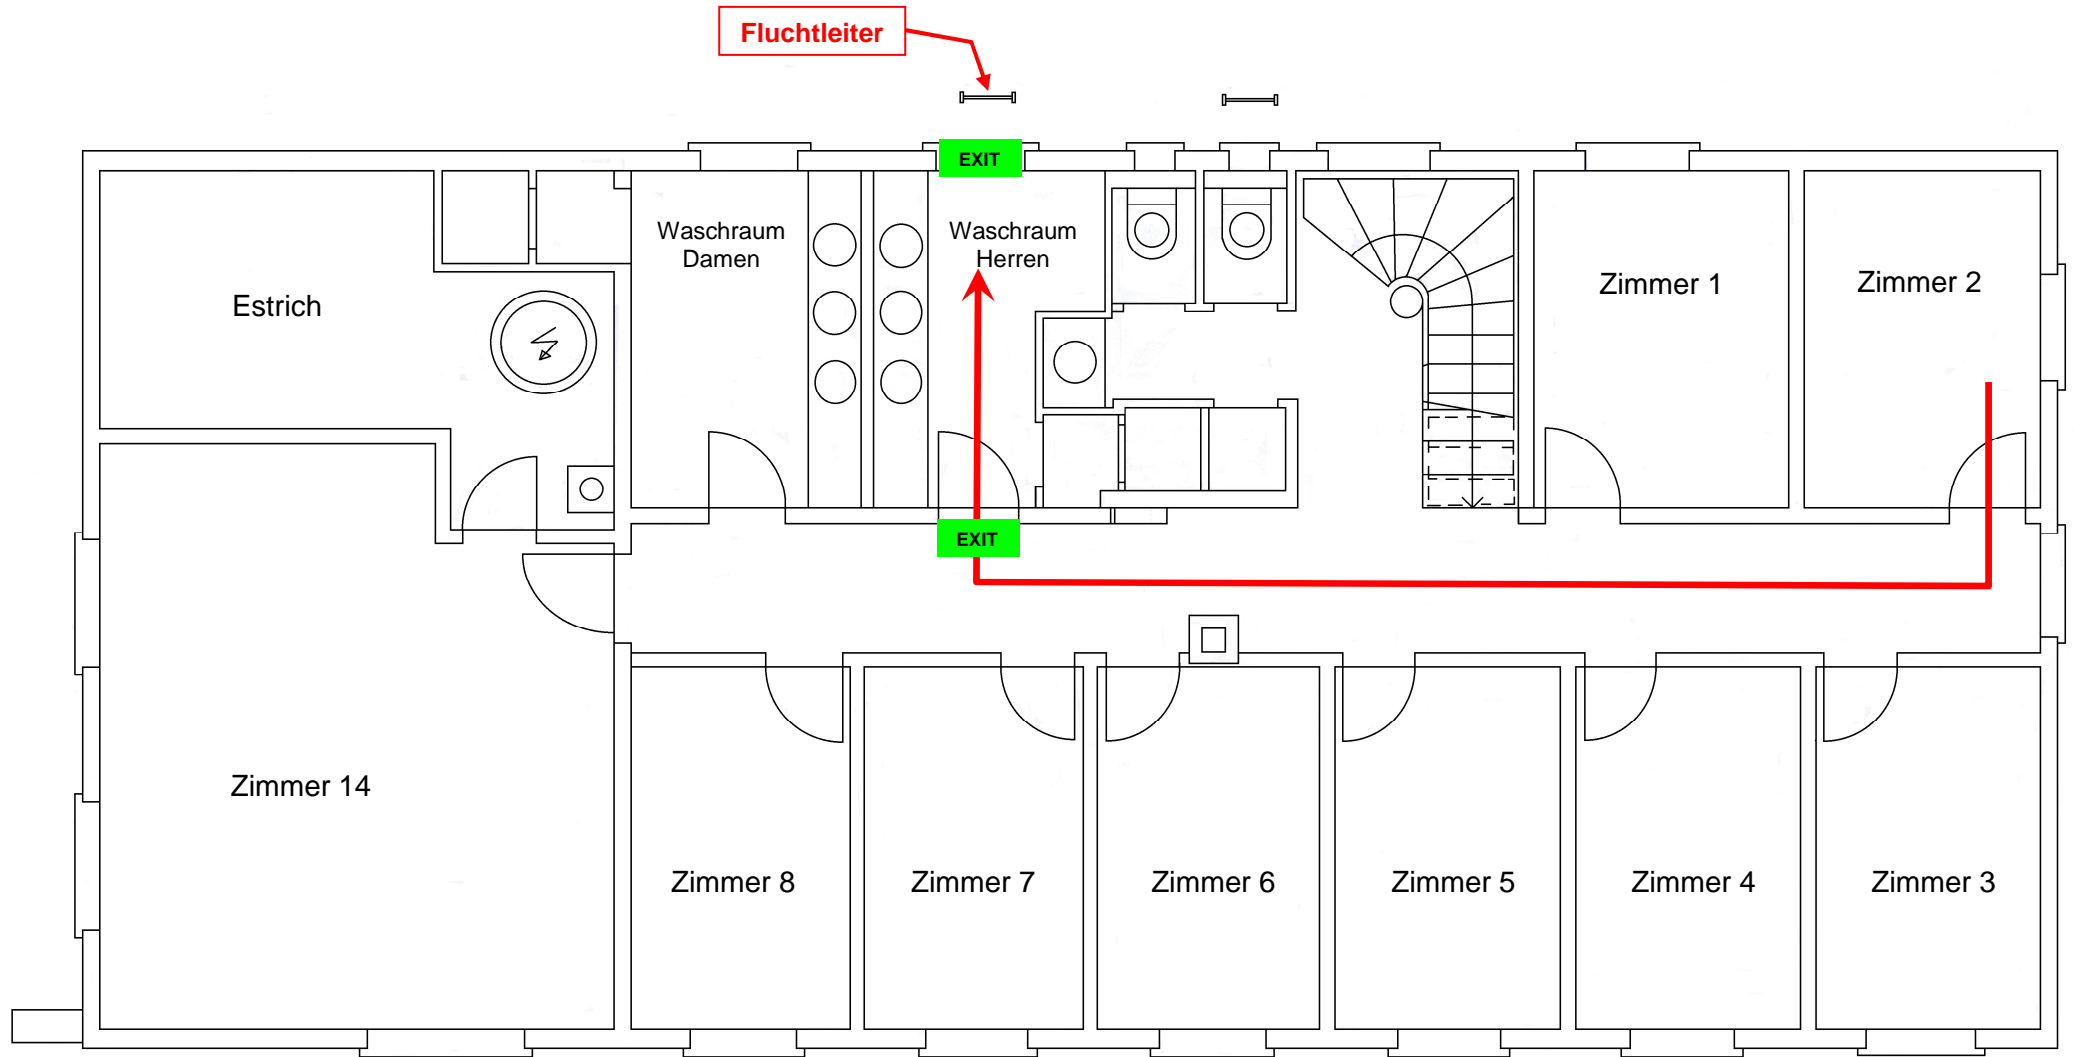 Fluchtleiter
EXIT
Waschraum
Damen
Waschraum
Herren
Estrich
Zimmer 1
Zimmer 2
EXIT
Zimmer 14
Zimmer 8
Zimmer 7
Zimmer 6
Zimmer 5
Zimmer 4
Zimmer 3